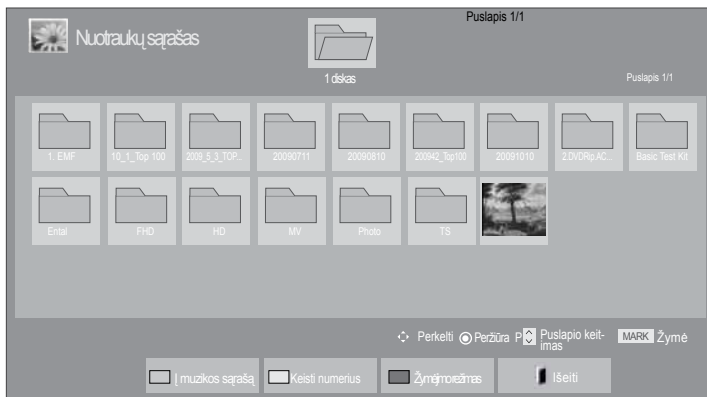 Puslapis 1/1
Nuotraukų sąrašas
1 diskas
Puslapis 1/1
1. EMF
10_1_Top 100
2009_5_3_TOP...
20090711
20090810
200942_Top100
20091010
2.DVDRip.AC...
Basic Test Kit
Ental
FHD
HD
MV
Photo
TS
Perkelti
Peržiūra
P
Puslapio keit-
imas
MARK
Žymė
Į muzikos sąrašą
Keisti numerius
Žymėjimo režimas
Išeiti